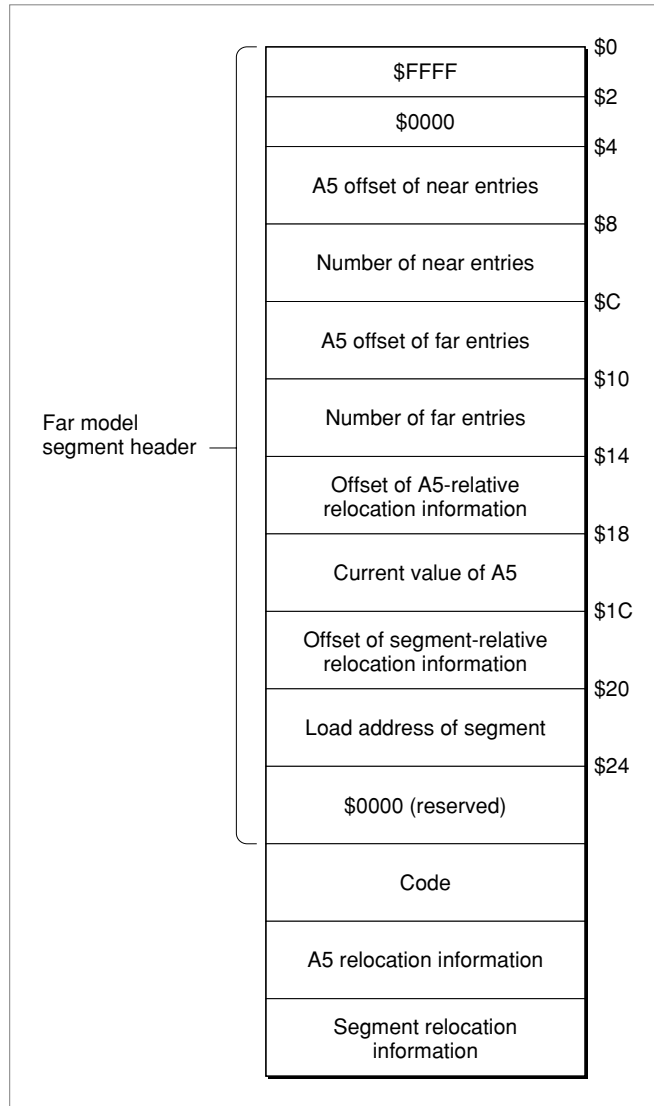 $0
$FFFF
$2
$0000
$4
A5 offset of near entries
$8
Number of near entries
$C
A5 offset of far entries
$10
Number of far entries
Far model
segment header
$14
Offset of A5-relative
relocation information
$18
Current value of A5
$1C
Offset of segment-relative
relocation information
$20
Load address of segment
$24
$0000 (reserved)
Code
A5 relocation information
Segment relocation
information